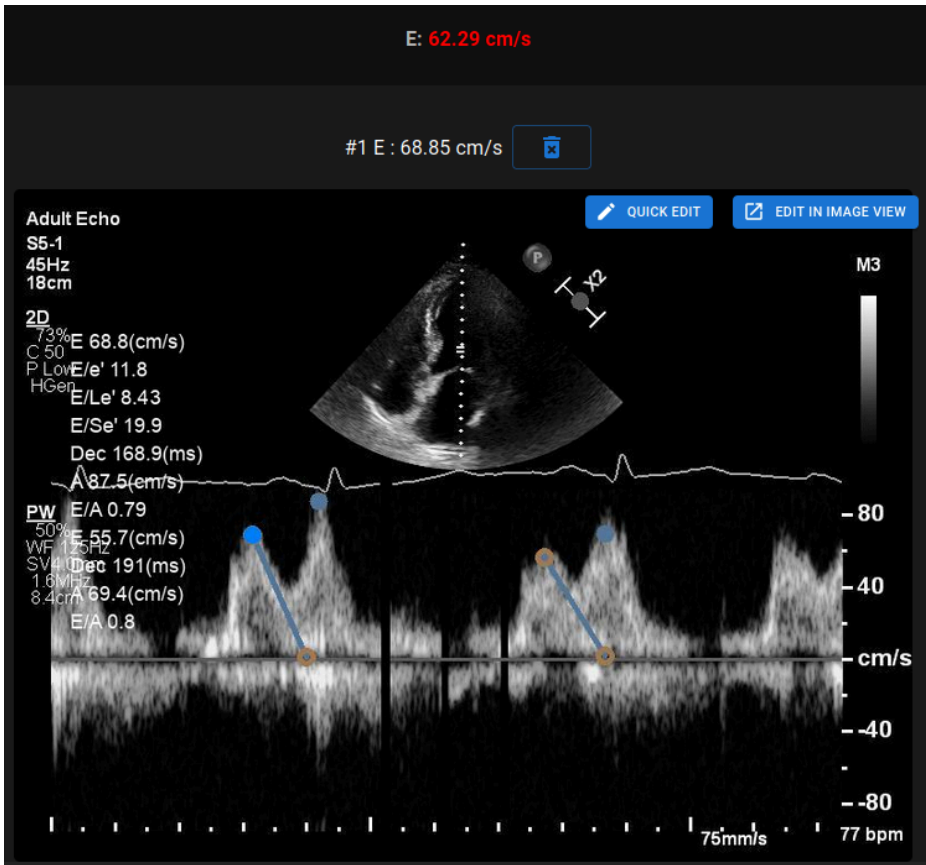 E: 62.29 cm/s
#1 E : 68.85 cm/s
QUICK EDIT
EDIT IN IMAGE VIEW
Adult Echo
S5-1
45Hz
18cm
P
X2
M3
2D
73%
C 50
P Low
HGen
E 68.8(cm/s)
E/e' 11.8
E/Le' 8.43
E/Se' 19.9
Dec 168.9(ms)
A 87.5(cm/s)
E/A 0.79
E 55.7(cm/s)
Dec 191(ms)
A 69.4(cm/s)
E/A 0.8
PW
50%
WF 125Hz
1.6MHz
8.4cm
80
40
cm/s
-40
-80
75mm/s
77 bpm